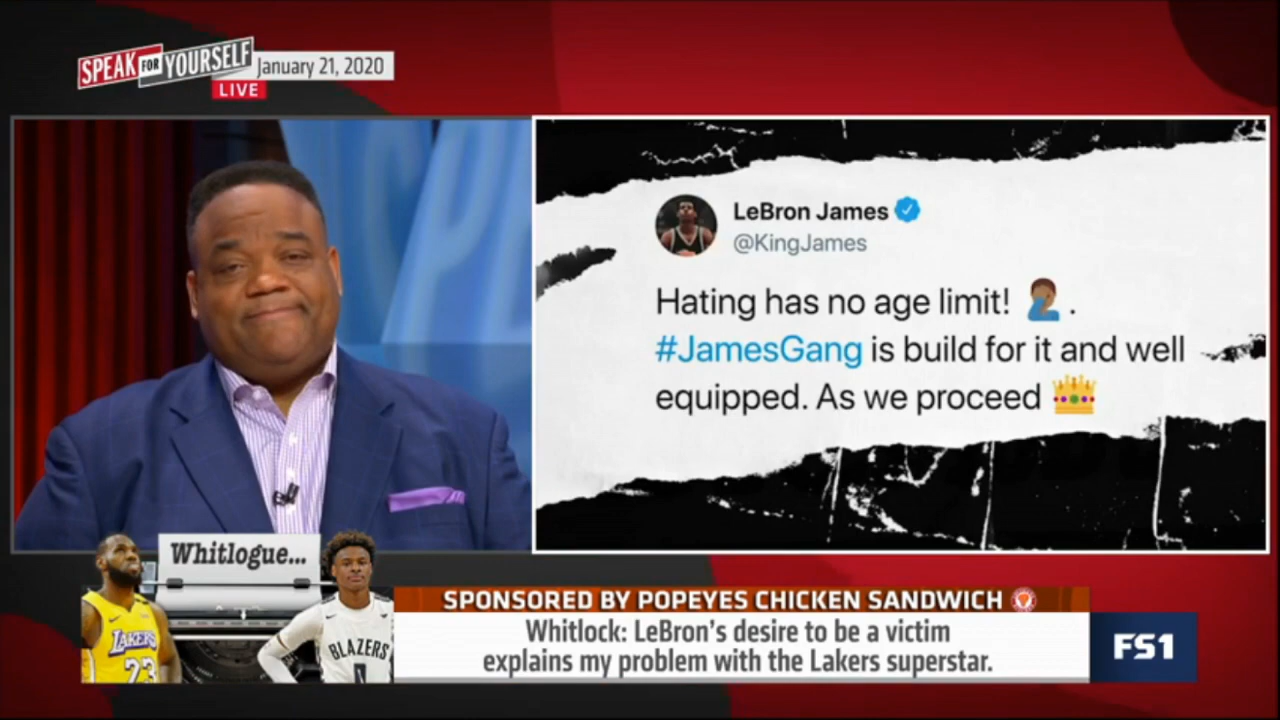 SPEAK FOR YOURSELF
January 21, 2020
LIVE
LeBron James
@KingJames
Hating has no age limit! 🤦🏾‍♂️.
#JamesGang is build for it and well
equipped. As we proceed 👑
Whitlogue...
LAKERS
23
BLAZERS
0
SPONSORED BY POPEYES CHICKEN SANDWICH
Whitlock: LeBron's desire to be a victim
explains my problem with the Lakers superstar.
FS1